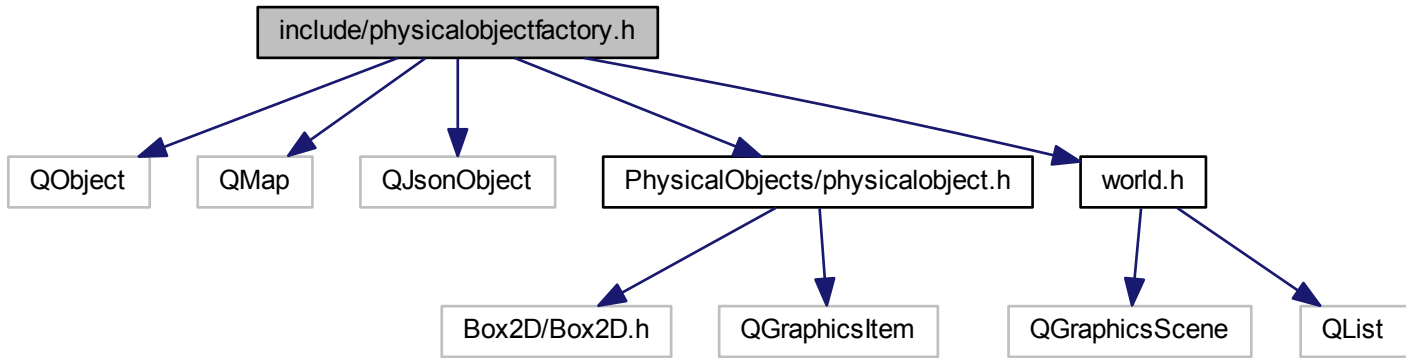 include/physicalobjectfactory.h
QObject
QMap
QJsonObject
PhysicalObjects/physicalobject.h
world.h
Box2D/Box2D.h
QGraphicsItem
QGraphicsScene
QList